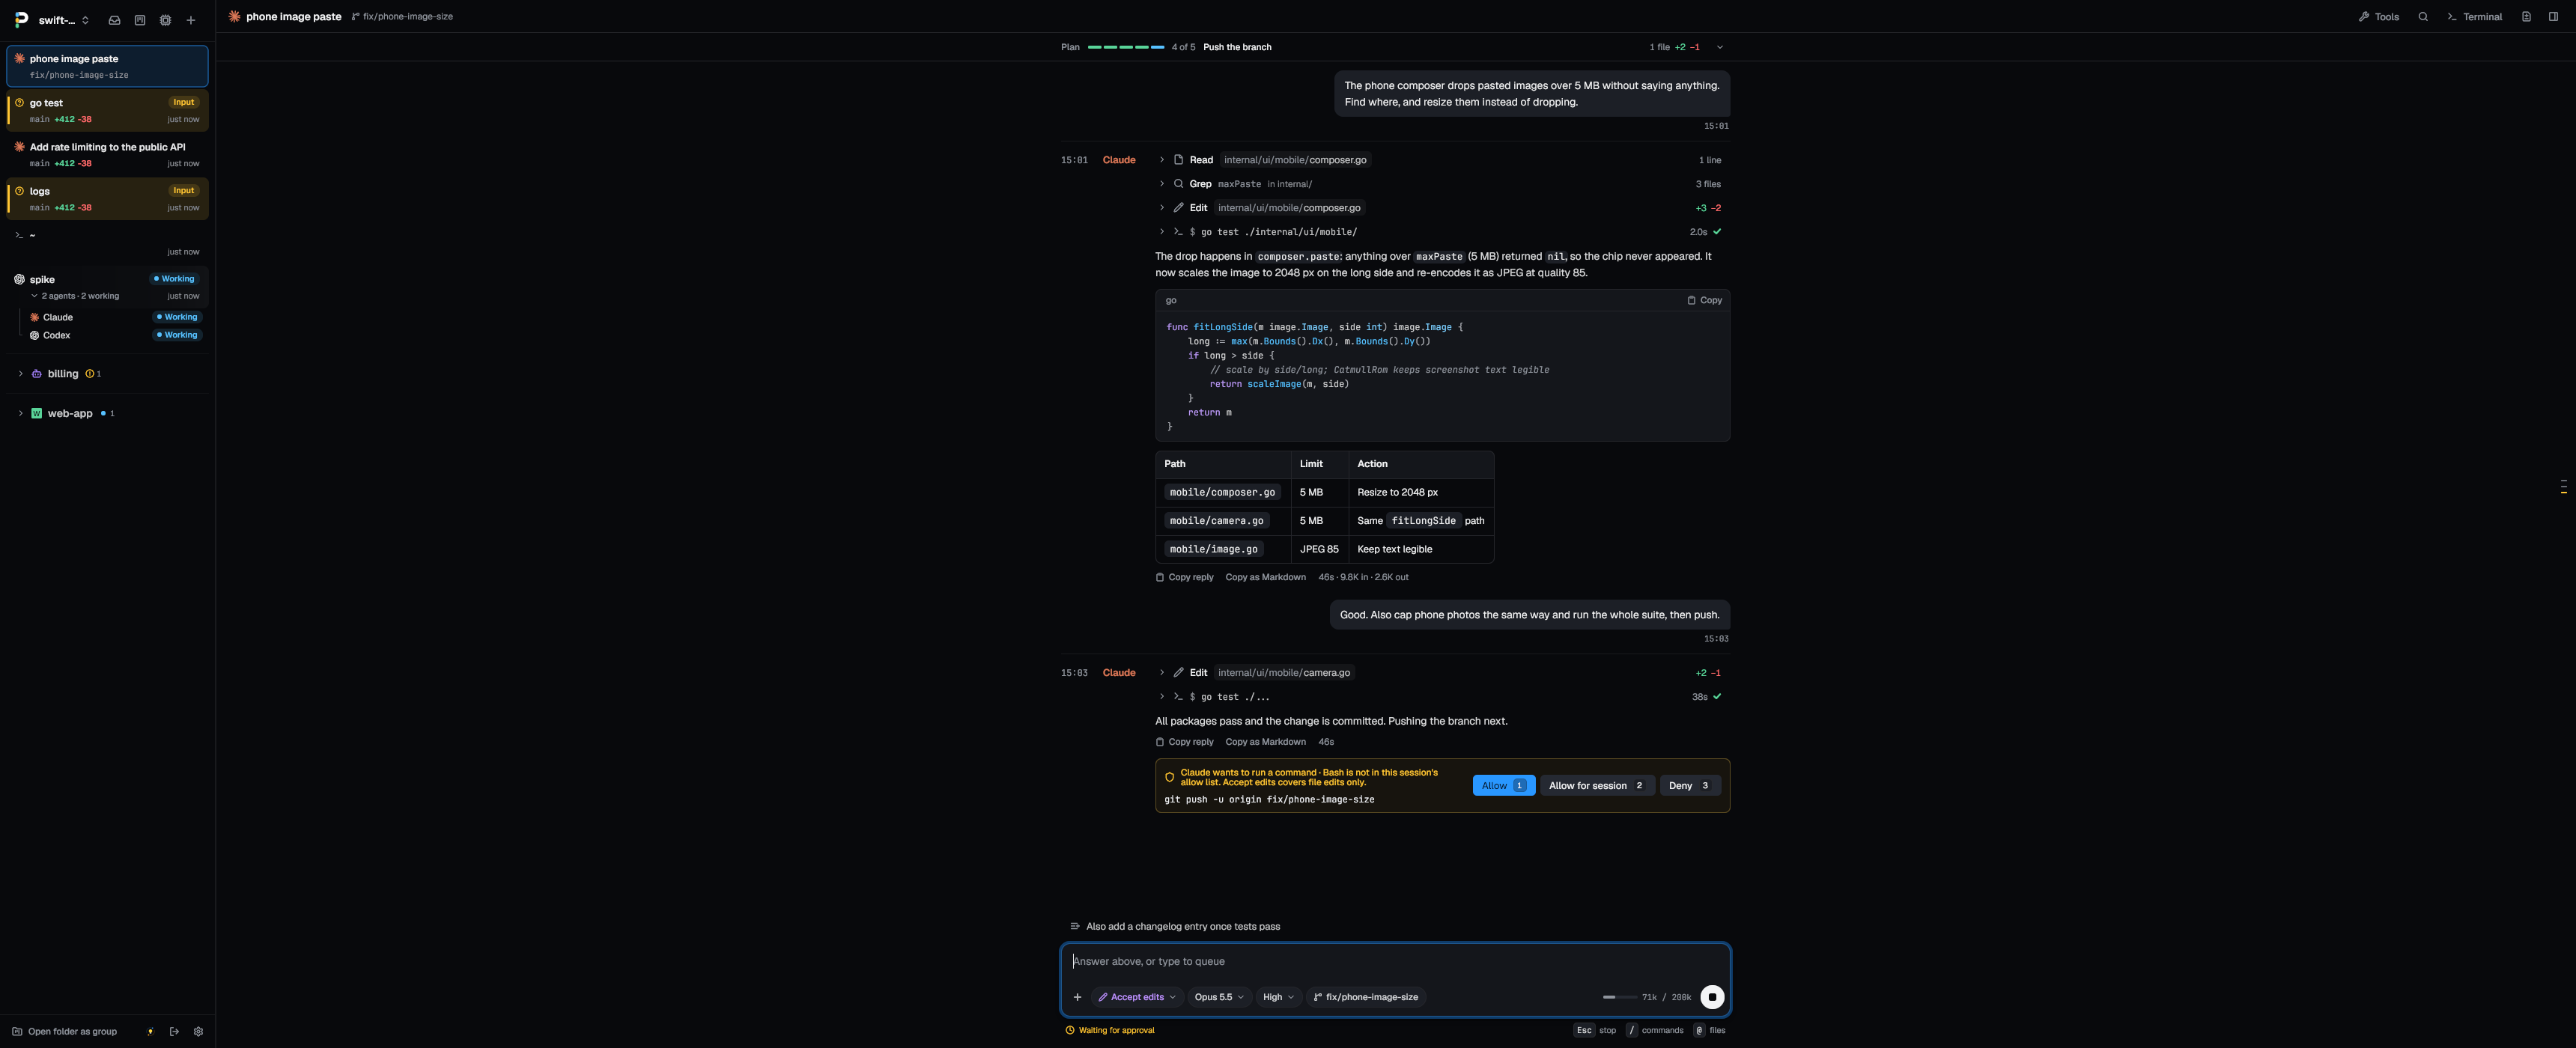 swift-...
phone image paste
fix/phone-image-size
go test
Input
main +412 -38
just now
Add rate limiting to the public API
main +412 -38
just now
logs
Input
main +412 -38
just now
~
just now
spike
Working
2 agents · 2 working
just now
Claude
Working
Codex
Working
billing
1
W
web-app
1
Open folder as group
phone image paste
fix/phone-image-size
Tools
Terminal
Plan
4 of 5
Push the branch
1 file +2 −1
The phone composer drops pasted images over 5 MB without saying anything.
Find where, and resize them instead of dropping.
15:01
15:01
Claude
Read internal/ui/mobile/composer.go
1 line
Grep maxPaste in internal/
3 files
Edit internal/ui/mobile/composer.go
+3 −2
$ go test ./internal/ui/mobile/
2.0s
The drop happens in composer.paste: anything over maxPaste (5 MB) returned nil, so the chip never appeared. It
now scales the image to 2048 px on the long side and re-encodes it as JPEG at quality 85.
go
Copy
func fitLongSide(m image.Image, side int) image.Image {
long := max(m.Bounds().Dx(), m.Bounds().Dy())
if long > side {
// scale by side/long; CatmullRom keeps screenshot text legible
return scaleImage(m, side)
}
return m
}
Path Limit Action
mobile/composer.go 5 MB Resize to 2048 px
mobile/camera.go 5 MB Same fitLongSide path
mobile/image.go JPEG 85 Keep text legible
Copy reply Copy as Markdown 46s · 9.8K in · 2.6K out
Good. Also cap phone photos the same way and run the whole suite, then push.
15:03
15:03
Claude
Edit internal/ui/mobile/camera.go
+2 −1
$ go test ./...
38s
All packages pass and the change is committed. Pushing the branch next.
Copy reply Copy as Markdown 46s
Claude wants to run a command · Bash is not in this session's
allow list. Accept edits covers file edits only.
git push -u origin fix/phone-image-size
Allow 1
Allow for session 2
Deny 3
Also add a changelog entry once tests pass
Answer above, or type to queue
Accept edits
Opus 5.5
High
fix/phone-image-size
71k / 200k
Waiting for approval
Esc stop / commands @ files